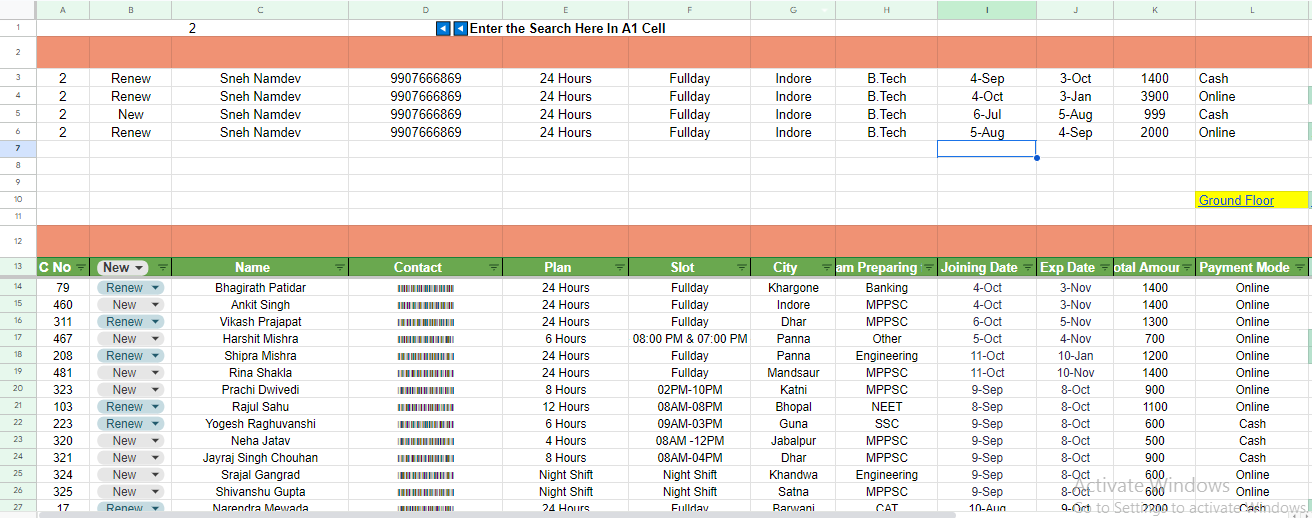 A B C D E F G H I J K L
1 2 Enter the Search Here In A1 Cell
2
3 2 Renew Sneh Namdev 9907666869 24 Hours Fullday Indore B.Tech 4-Sep 3-Oct 1400 Cash
4 2 Renew Sneh Namdev 9907666869 24 Hours Fullday Indore B.Tech 4-Oct 3-Jan 3900 Online
5 2 New Sneh Namdev 9907666869 24 Hours Fullday Indore B.Tech 6-Jul 5-Aug 999 Cash
6 2 Renew Sneh Namdev 9907666869 24 Hours Fullday Indore B.Tech 5-Aug 4-Sep 2000 Online
7
8
9
10 Ground Floor
11
12
13 C No New Name Contact Plan Slot City am Preparing Joining Date Exp Date otal Amour Payment Mode
14 79 Renew Bhagirath Patidar 24 Hours Fullday Khargone Banking 4-Oct 3-Nov 1400 Online
15 460 New Ankit Singh 24 Hours Fullday Indore MPPSC 4-Oct 3-Nov 1400 Online
16 311 Renew Vikash Prajapat 24 Hours Fullday Dhar MPPSC 6-Oct 5-Nov 1300 Online
17 467 New Harshit Mishra 6 Hours 08:00 PM & 07:00 PM Panna Other 5-Oct 4-Nov 700 Online
18 208 Renew Shipra Mishra 24 Hours Fullday Panna Engineering 11-Oct 10-Jan 1200 Online
19 481 New Rina Shakla 24 Hours Fullday Mandsaur MPPSC 11-Oct 10-Nov 1400 Online
20 323 New Prachi Dwivedi 8 Hours 02PM-10PM Katni MPPSC 9-Sep 8-Oct 900 Online
21 103 Renew Rajul Sahu 12 Hours 08AM-08PM Bhopal NEET 8-Sep 8-Oct 1100 Online
22 223 Renew Yogesh Raghuvanshi 6 Hours 09AM-03PM Guna SSC 9-Sep 8-Oct 600 Cash
23 320 New Neha Jatav 4 Hours 08AM -12PM Jabalpur MPPSC 9-Sep 8-Oct 500 Cash
24 321 New Jayraj Singh Chouhan 8 Hours 08AM-04PM Dhar MPPSC 9-Sep 8-Oct 900 Cash
25 324 New Srajal Gangrad Night Shift Night Shift Khandwa Engineering 9-Sep 8-Oct 600 Online
26 325 New Shivanshu Gupta Night Shift Night Shift Satna MPPSC 9-Sep 8-Oct 600 Online
27 17 Renew Narendra Mewada 24 Hours Fullday Barwani CAT 10-Aug 9-Oct 2200 Cash
Activate Windows
Go to Settings to activate Windows.